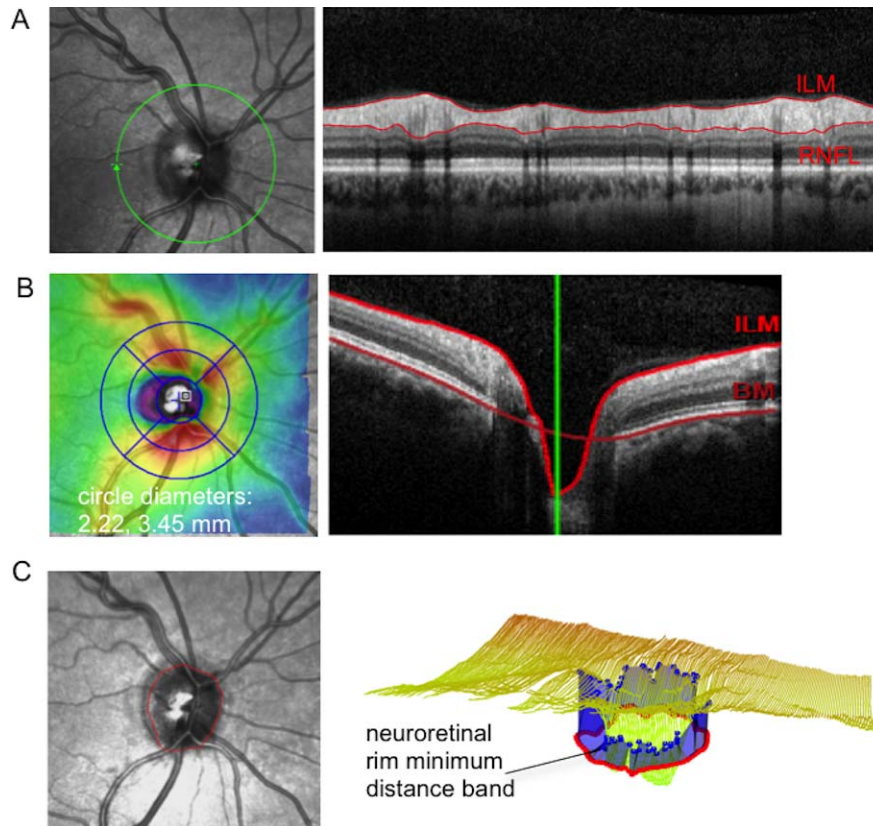 A
ILM
RNFL
B
ILM
BM
circle diameters:
2.22, 3.45 mm
C
neuroretinal
rim minimum
distance band